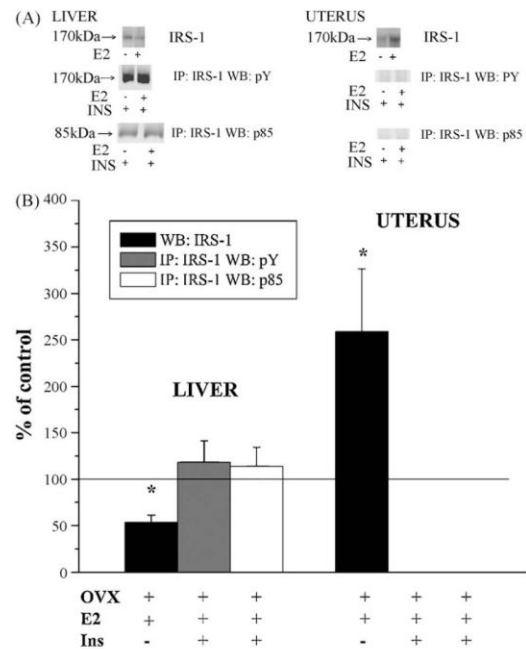 (A) LIVER
170kDa→ IRS-1
- +
E2
170kDa→ IP: IRS-1 WB: pY
E2 - +
INS + +
85kDa→ IP: IRS-1 WB: p85
E2 - +
INS + +
UTERUS
170kDa→ IRS-1
- +
E2
IP: IRS-1 WB: PY
E2 - +
INS + +
IP: IRS-1 WB: p85
E2 - +
INS + +
(B)
% of control
400
350
300
250
200
150
100
50
0
WB: IRS-1
IP: IRS-1 WB: pY
IP: IRS-1 WB: p85
LIVER
UTERUS
*
*
OVX + + + + + +
E2 + + + + + +
Ins - + + - + +